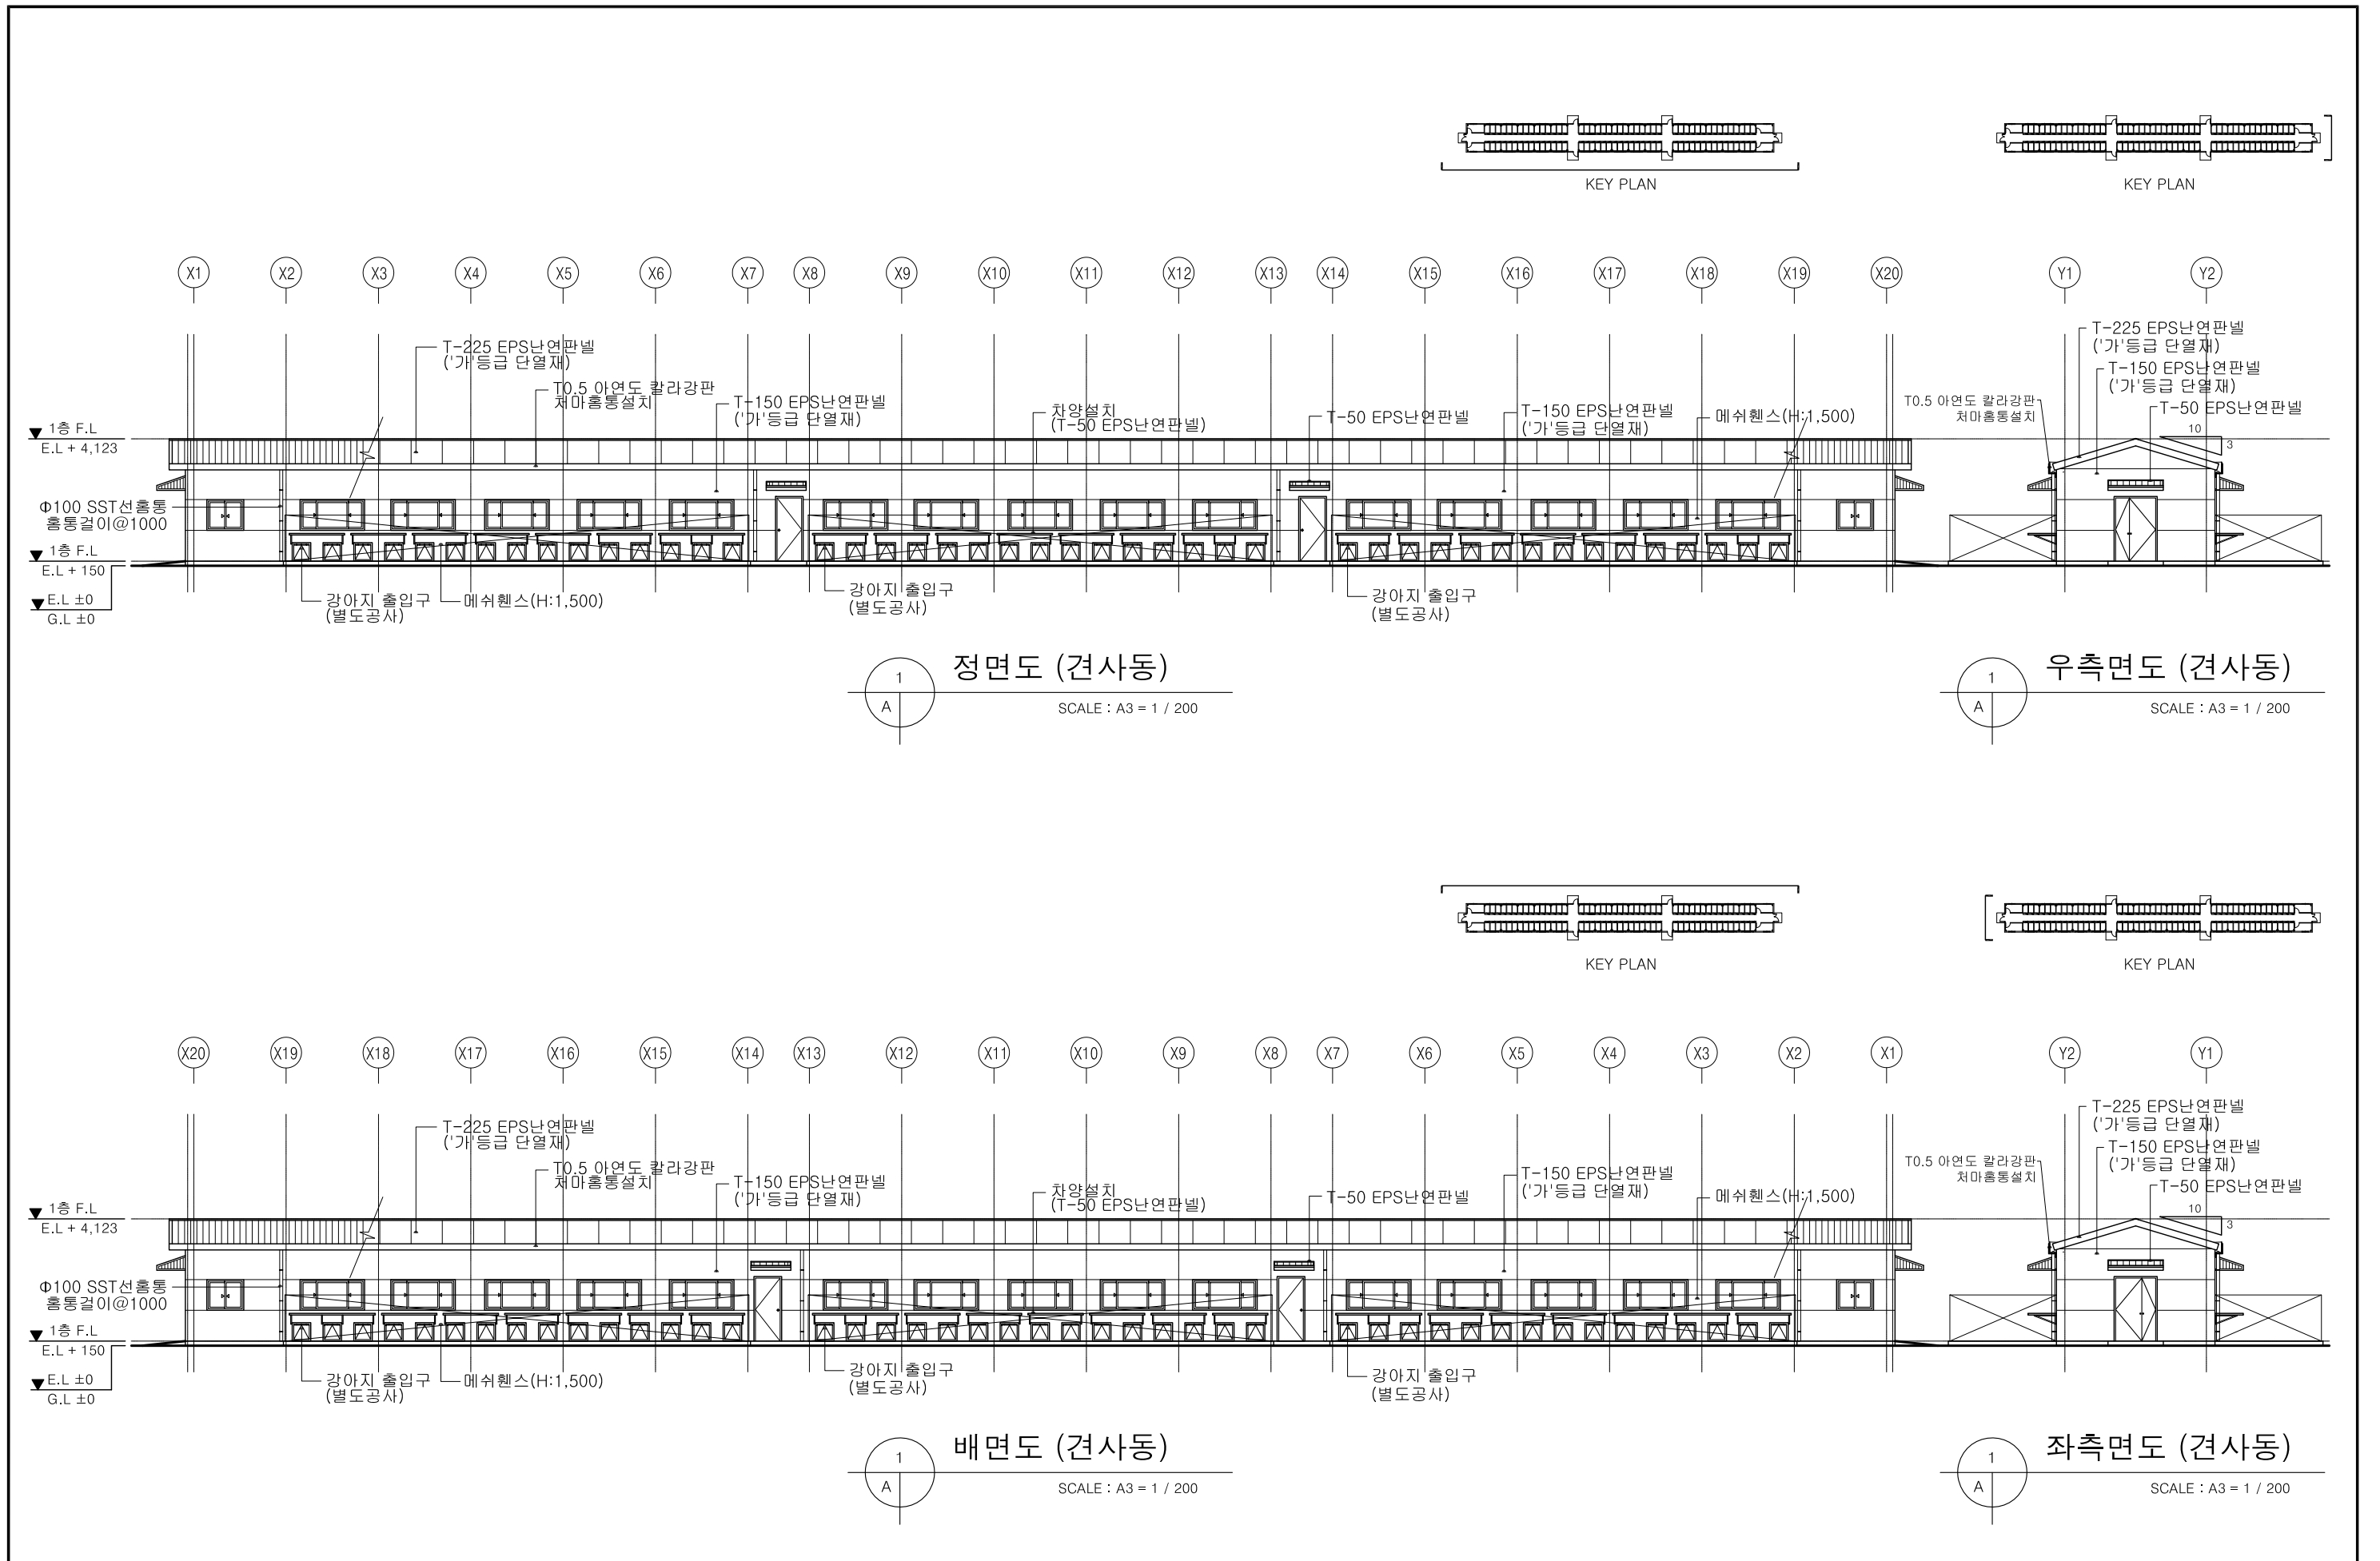 KEY PLAN
KEY PLAN
X1 X2 X3 X4 X5 X6 X7 X8 X9 X10 X11 X12 X13 X14 X15 X16 X17 X18 X19 X20 Y1 Y2
T-225 EPS난연판넬
('가'등급 단열재)
T0.5 아연도 칼라강판
처마홈통설치
T-150 EPS난연판넬
('가'등급 단열재)
차양설치
(T-50 EPS난연판넬)
T-50 EPS난연판넬
T-150 EPS난연판넬
('가'등급 단열재)
메쉬휀스(H:1,500)
T0.5 아연도 칼라강판
처마홈통설치
T-225 EPS난연판넬
('가'등급 단열재)
T-150 EPS난연판넬
('가'등급 단열재)
T-50 EPS난연판넬
10
3
1층 F.L
E.L + 4,123
Φ100 SST선홈통
홈통걸이@1000
1층 F.L
E.L + 150
E.L ±0
G.L ±0
강아지 출입구
(별도공사)
메쉬휀스(H:1,500)
강아지 출입구
(별도공사)
강아지 출입구
(별도공사)
1
A
정면도 (견사동)
SCALE : A3 = 1 / 200
1
A
우측면도 (견사동)
SCALE : A3 = 1 / 200
KEY PLAN
KEY PLAN
X20 X19 X18 X17 X16 X15 X14 X13 X12 X11 X10 X9 X8 X7 X6 X5 X4 X3 X2 X1 Y2 Y1
T-225 EPS난연판넬
('가'등급 단열재)
T0.5 아연도 칼라강판
처마홈통설치
T-150 EPS난연판넬
('가'등급 단열재)
차양설치
(T-50 EPS난연판넬)
T-50 EPS난연판넬
T-150 EPS난연판넬
('가'등급 단열재)
메쉬휀스(H:1,500)
T0.5 아연도 칼라강판
처마홈통설치
T-225 EPS난연판넬
('가'등급 단열재)
T-150 EPS난연판넬
('가'등급 단열재)
T-50 EPS난연판넬
10
3
1층 F.L
E.L + 4,123
Φ100 SST선홈통
홈통걸이@1000
1층 F.L
E.L + 150
E.L ±0
G.L ±0
강아지 출입구
(별도공사)
메쉬휀스(H:1,500)
강아지 출입구
(별도공사)
강아지 출입구
(별도공사)
1
A
배면도 (견사동)
SCALE : A3 = 1 / 200
1
A
좌측면도 (견사동)
SCALE : A3 = 1 / 200